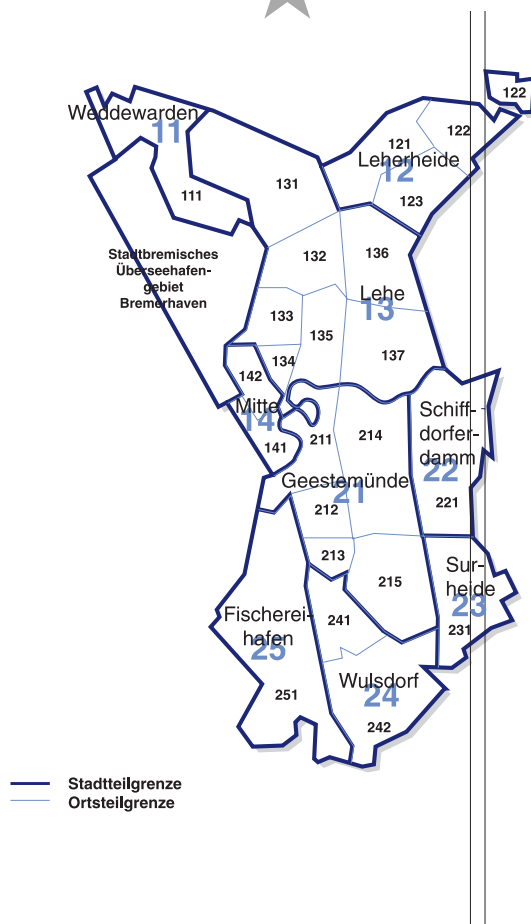 122
Weddewarden
11
122
121
Leherheide
12
131
111
123
132
136
Stadtbremisches
Überseehafen-
gebiet
Bremerhaven
Lehe
13
133
135
134
137
142
Mitte
14
Schiff-
dorfer-
damm
22
211
214
141
Geestemünde
21
221
212
213
Sur-
heide
23
215
Fischerei-
hafen
25
241
231
Wulsdorf
24
251
242
Stadtteilgrenze
Ortsteilgrenze